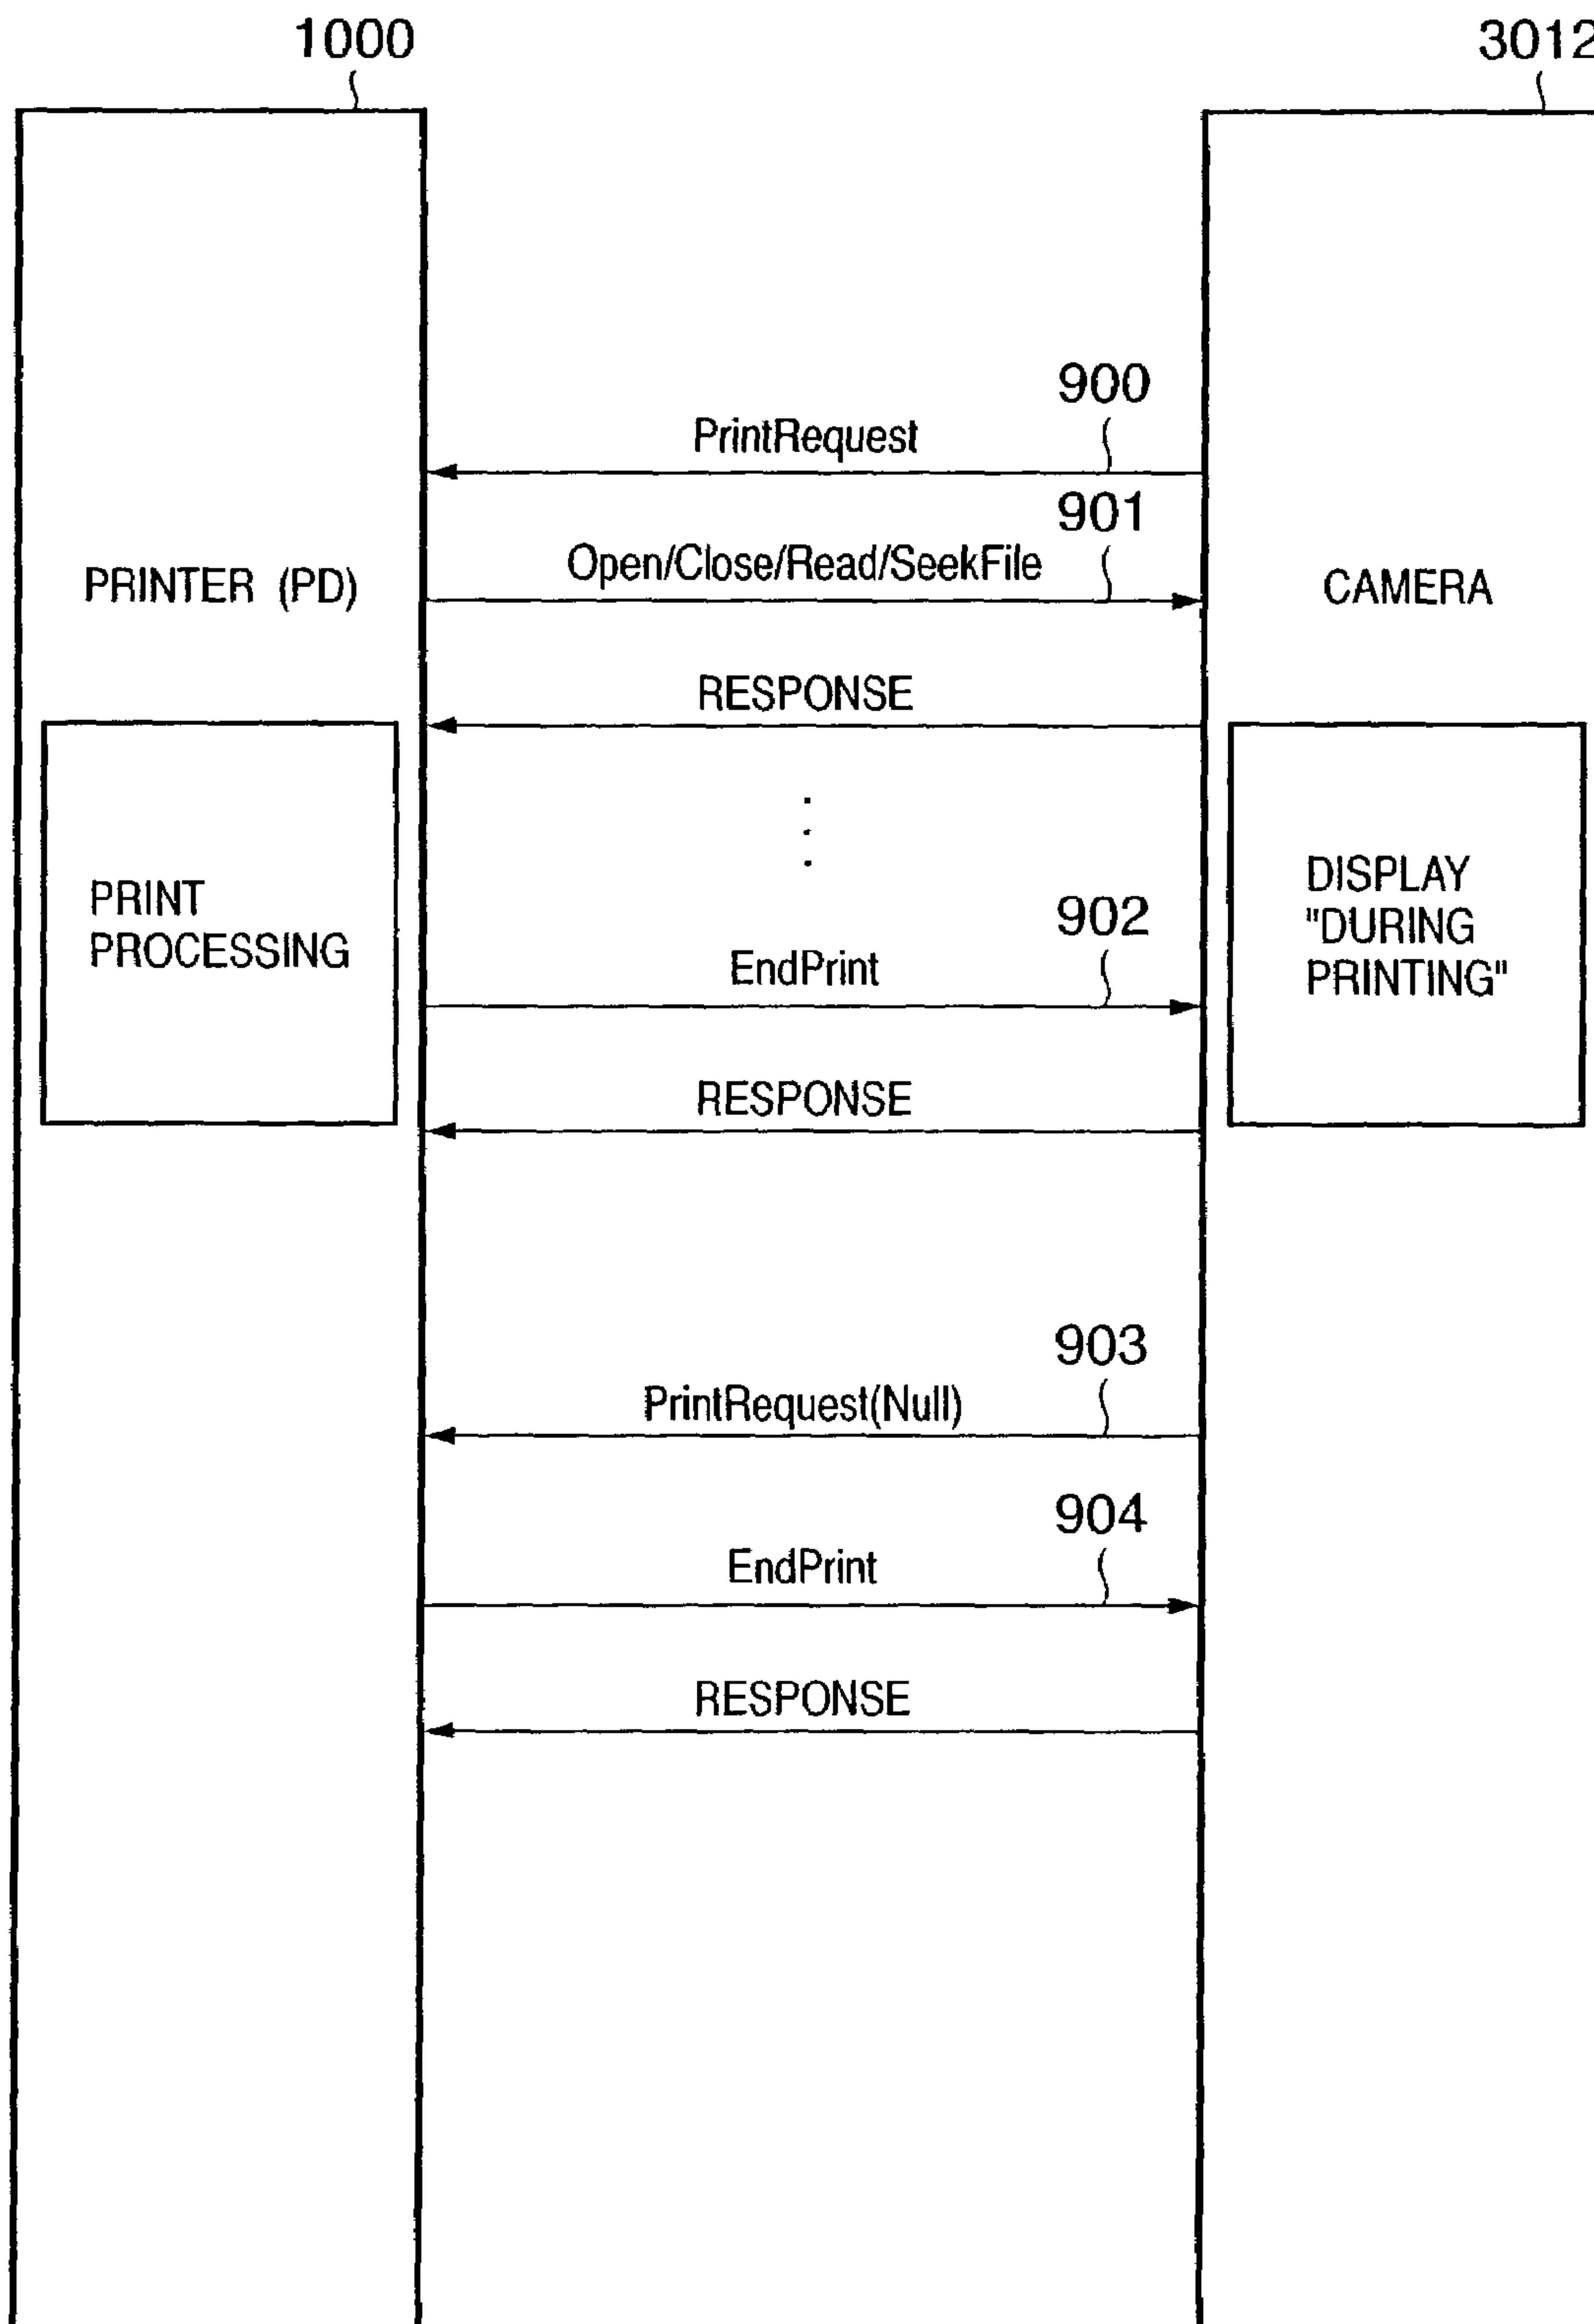 1000
3012
900
PrintRequest
901
Open/Close/Read/SeekFile
PRINTER (PD)
CAMERA
RESPONSE
PRINT
PROCESSING
DISPLAY
"DURING
PRINTING"
902
EndPrint
RESPONSE
903
PrintRequest(Null)
904
EndPrint
RESPONSE